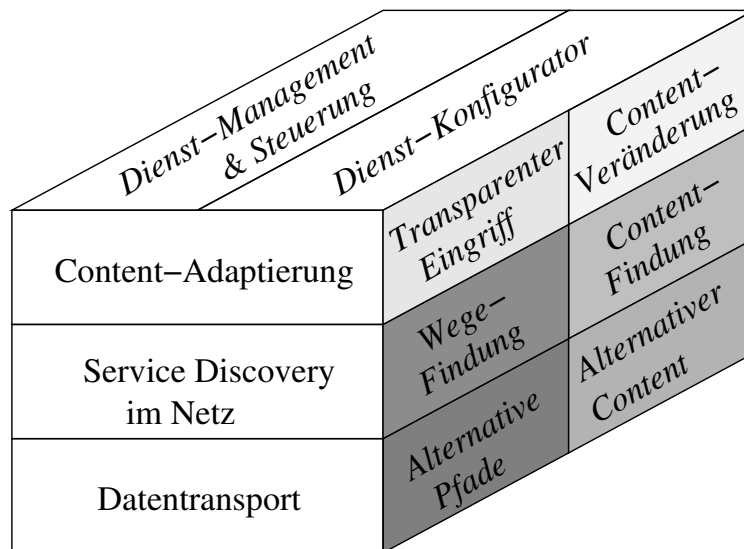 Dienst−Management
& Steuerung
Dienst−Konfigurator
Content−Adaptierung
Service Discovery
im Netz
Datentransport
Transparenter
Eingriff
Content−
Veränderung
Wege−
Findung
Content−
Findung
Alternative
Pfade
Alternativer
Content